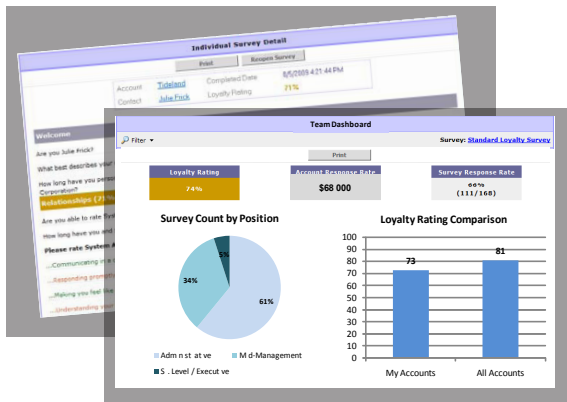 Individual Survey Detail
Print Reopen Survey
Account Tideland Completed Date 8/5/2009 4:21:44 PM
Contact Julie Frick Loyalty Rating 71%
Welcome
Are you Julie Frick?
What best describes your
How long have you
Corporation?
Relationships (75%
Are you able to rate
How long have you and
Please rate System A
...Communicating in a
...Responding promptly
...Making you feel like
...Understanding your
Team Dashboard
Filter Survey: Standard Loyalty Survey
Print
Loyalty Rating Account Response Rate Survey Response Rate
74% $68 000 66%
(111/168)
Survey Count by Position
5%
34%
61%
Adm n st at ve M d-Management
S . Level / Execut ve
Loyalty Rating Comparison
100
90
80
70
60
50
40
30
20
10
0
73
81
My Accounts All Accounts